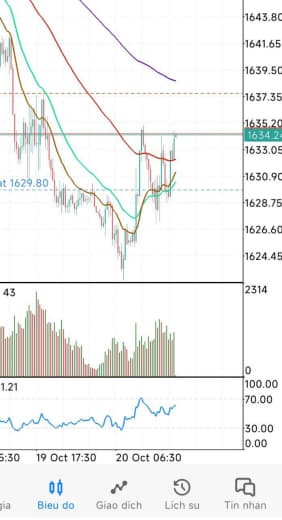 1643.80
1641.65
1639.50
1637.35
1635.20
1634.24
1633.05
1630.90
at 1629.80
1628.75
1626.60
1624.45
43
2314
0
1.21
100.00
70.00
30.00
0.00
5:30
19 Oct 17:30
20 Oct 06:30
gia
Bieu do
Giao dich
Lich su
Tin nhan